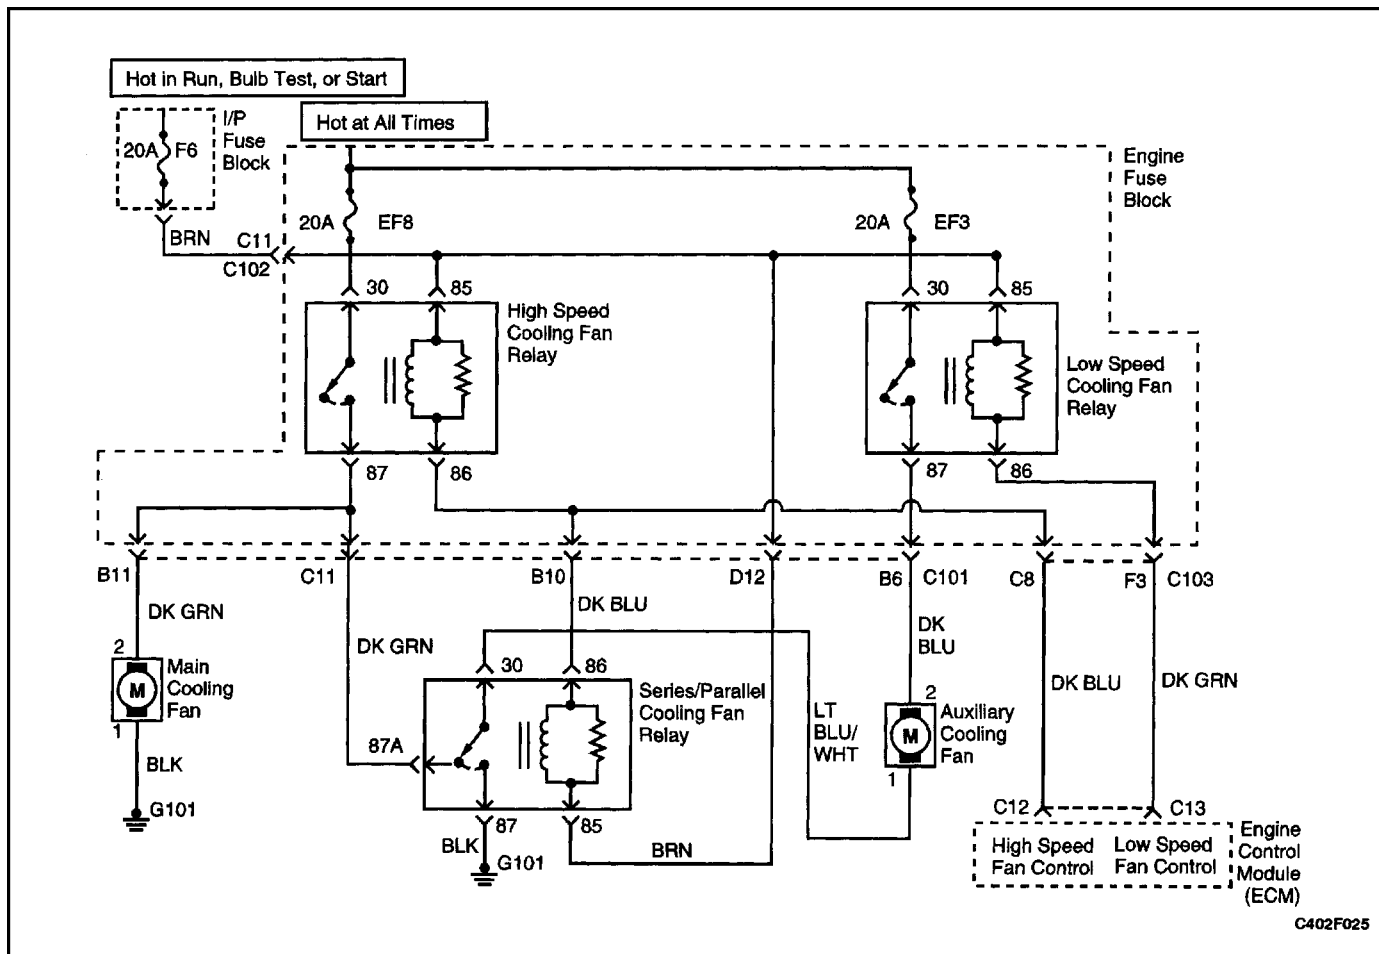 Hot in Run, Bulb Test, or Start
Hot at All Times
I/P
Fuse
Block
20A F6
Engine
Fuse
Block
20A EF8
20A EF3
BRN
C11
C102
30 85
High Speed
Cooling Fan
Relay
30 85
Low Speed
Cooling Fan
Relay
87 86
87 86
B11 C11 B10 D12 B6 C101 C8 F3 C103
DK GRN
DK GRN
DK BLU
DK
BLU
DK BLU
DK GRN
2
M
1
Main
Cooling
Fan
BLK
G101
30 86
Series/Parallel
Cooling Fan
Relay
87A
87 85
BLK
G101
BRN
LT
BLU/
WHT
2
M
1
Auxiliary
Cooling
Fan
C12 C13
High Speed
Fan Control
Low Speed
Fan Control
Engine
Control
Module
(ECM)
C402F025